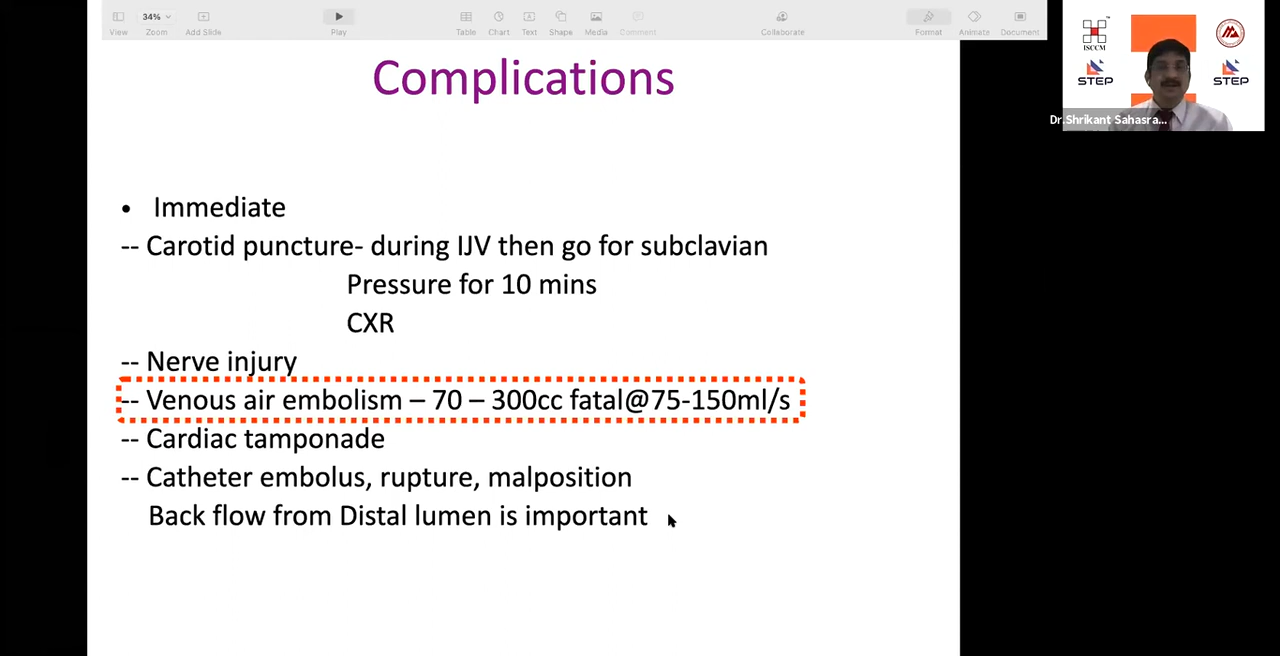 34%
View Zoom Add Slide Play Table Chart Text Shape Media Comment Collaborate Format Animate Document
ISCCM
STEP STEP
Dr.Shrikant Sahasra...
Complications
• Immediate
-- Carotid puncture- during IJV then go for subclavian
Pressure for 10 mins
CXR
-- Nerve injury
-- Venous air embolism – 70 – 300cc fatal@75-150ml/s
-- Cardiac tamponade
-- Catheter embolus, rupture, malposition
Back flow from Distal lumen is important